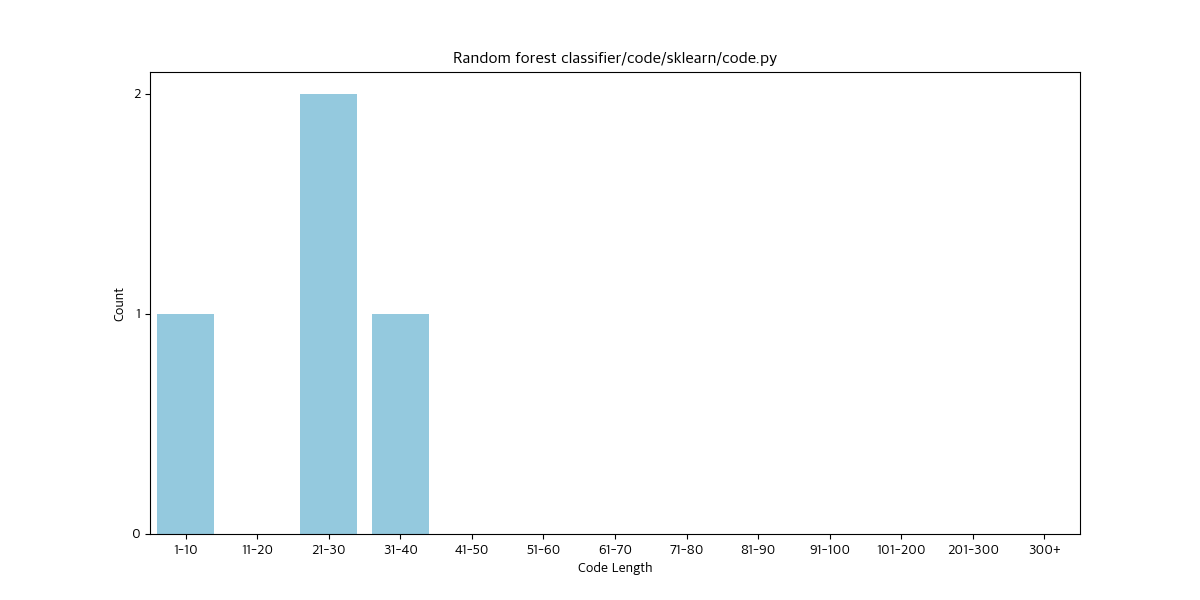 Random forest classifier/code/sklearn/code.py
2
1
0
Count
1-10 11-20 21-30 31-40 41-50 51-60 61-70 71-80 81-90 91-100 101-200 201-300 300+
Code Length